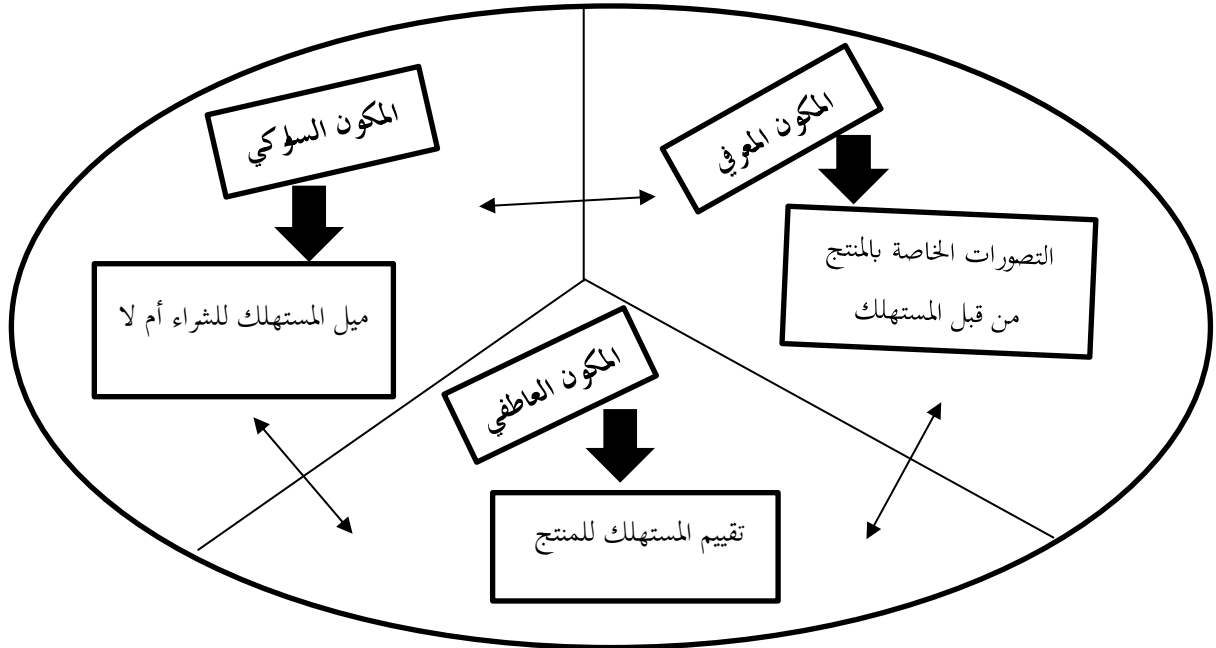 المكون المعرفي
التصورات الخاصة بالمنتج
من قبل المستهلك
المكون السلوكي
ميل المستهلك للشراء أم لا
المكون العاطفي
تقييم المستهلك للمنتج